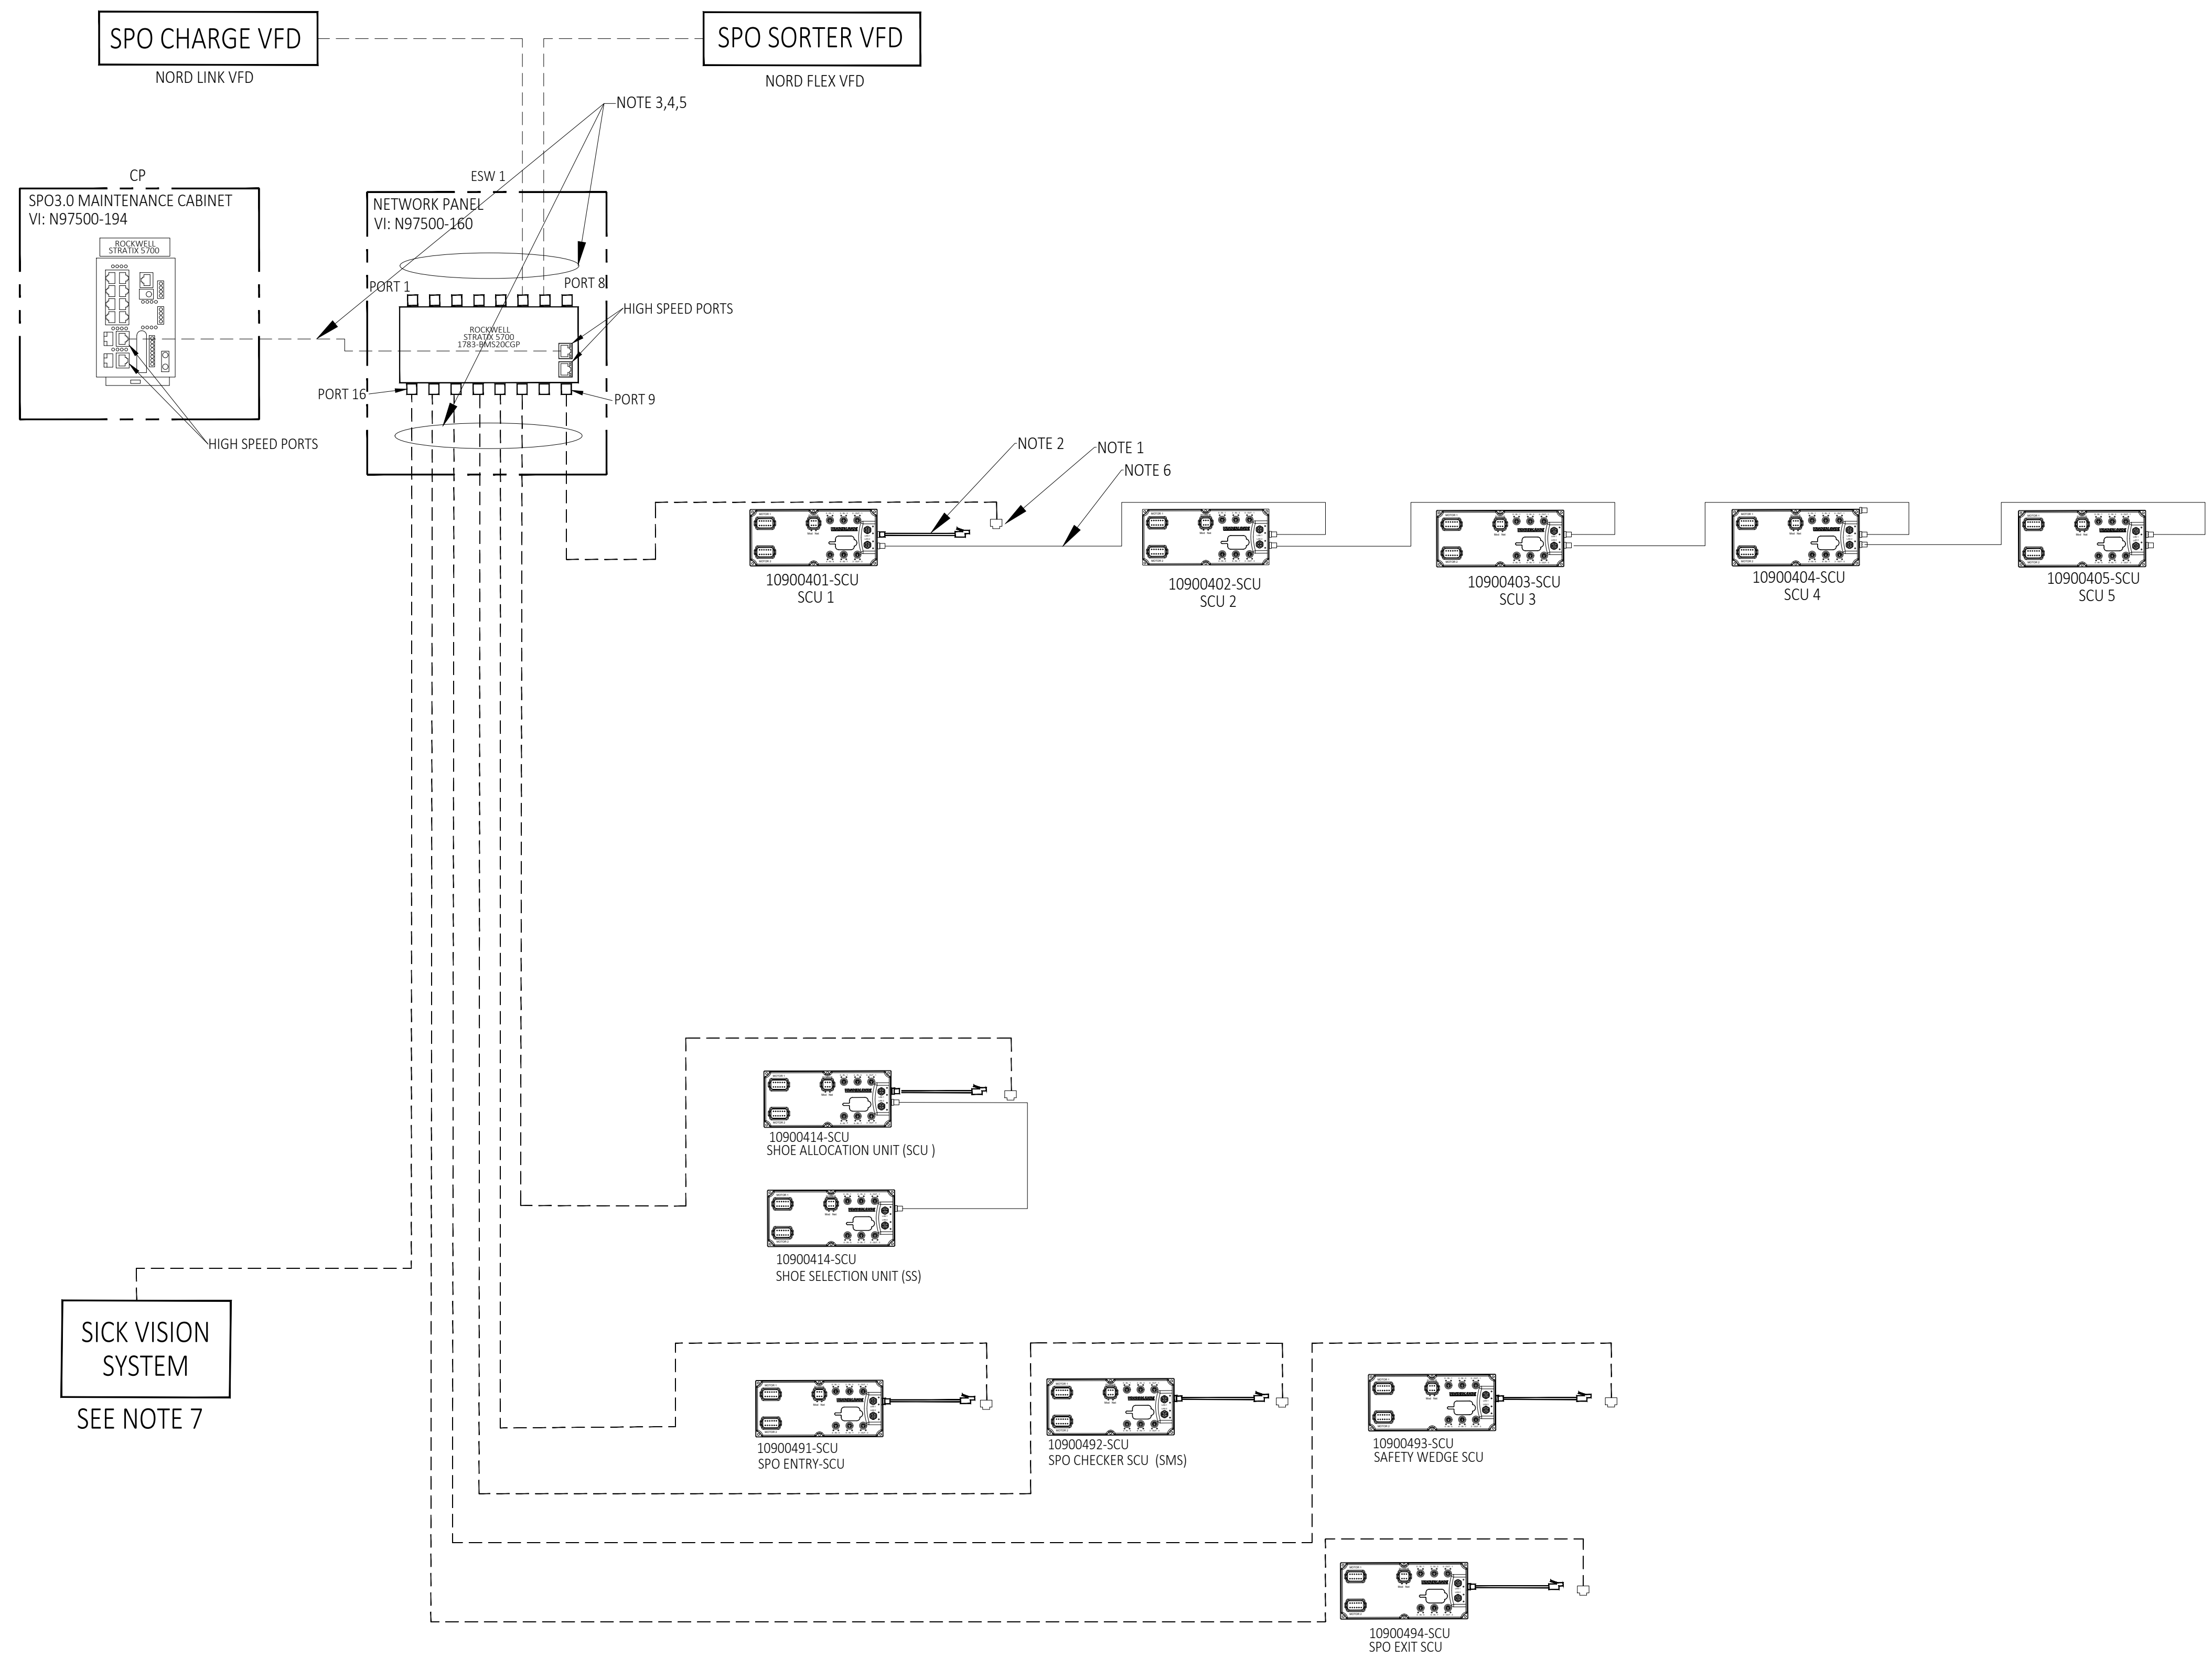 SPO CHARGE VFD
NORD LINK VFD
SPO SORTER VFD
NORD FLEX VFD
NOTE 3,4,5
CP
SPO3.0 MAINTENANCE CABINET
VI: N97500-194
ROCKWELL
STRATIX 5700
HIGH SPEED PORTS
ESW 1
NETWORK PANEL
VI: N97500-160
PORT 1
PORT 8
HIGH SPEED PORTS
ROCKWELL
STRATIX 5700
1783-BMS20CGP
PORT 16
PORT 9
NOTE 2
NOTE 1
NOTE 6
10900401-SCU
SCU 1
10900402-SCU
SCU 2
10900403-SCU
SCU 3
10900404-SCU
SCU 4
10900405-SCU
SCU 5
10900414-SCU
SHOE ALLOCATION UNIT (SCU )
10900414-SCU
SHOE SELECTION UNIT (SS)
SICK VISION
SYSTEM
SEE NOTE 7
10900491-SCU
SPO ENTRY-SCU
10900492-SCU
SPO CHECKER SCU (SMS)
10900493-SCU
SAFETY WEDGE SCU
10900494-SCU
SPO EXIT SCU